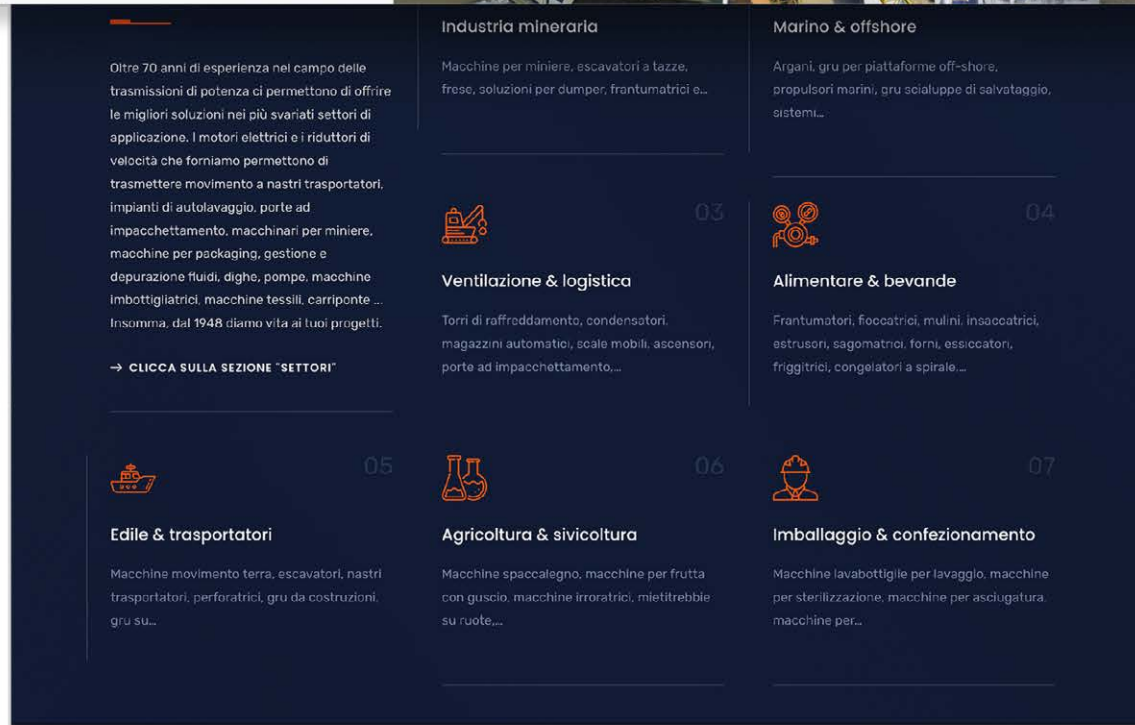 Oltre 70 anni di esperienza nel campo delle
trasmissioni di potenza ci permettono di offrire
le migliori soluzioni nei più svariati settori di
applicazione. I motori elettrici e i riduttori di
velocità che forniamo permettono di
trasmettere movimento a nastri trasportatori,
impianti di autolavaggio, porte ad
impacchettamento, macchinari per miniere,
macchine per packaging, gestione e
depurazione fluidi, dighe, pompe, macchine
imbottigliatrici, macchine tessili, carriponte ...
Insomma, dal 1948 diamo vita ai tuoi progetti.
→ CLICCA SULLA SEZIONE "SETTORI"
Industria mineraria
Macchine per miniere, escavatori a tazze,
frese, soluzioni per dumper, frantumatrici e...
Marino & offshore
Argani, gru per piattaforme off-shore,
propulsori marini, gru scialuppe di salvataggio,
sistemi...
03
Ventilazione & logistica
Torri di raffreddamento, condensatori,
magazzini automatici, scale mobili, ascensori,
porte ad impacchettamento,...
04
Alimentare & bevande
Frantumatori, fioccatrici, mulini, insaccatrici,
estrusori, sagomatrici, forni, essiccatori,
friggitrici, congelatori a spirale,...
05
Edile & trasportatori
Macchine movimento terra, escavatori, nastri
trasportatori, perforatrici, gru da costruzioni,
gru su...
06
Agricoltura & sivicoltura
Macchine spaccalegno, macchine per frutta
con guscio, macchine irroratrici, mietitrebbie
su ruote,...
07
Imballaggio & confezionamento
Macchine lavabottiglie per lavaggio, macchine
per sterilizzazione, macchine per asciugatura,
macchine per...